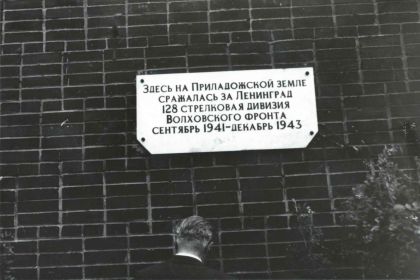 Здесь на Приладожской земле
сражалась за Ленинград
128 стрелковая дивизия
Волховского фронта
сентябрь 1941-декабрь 1943